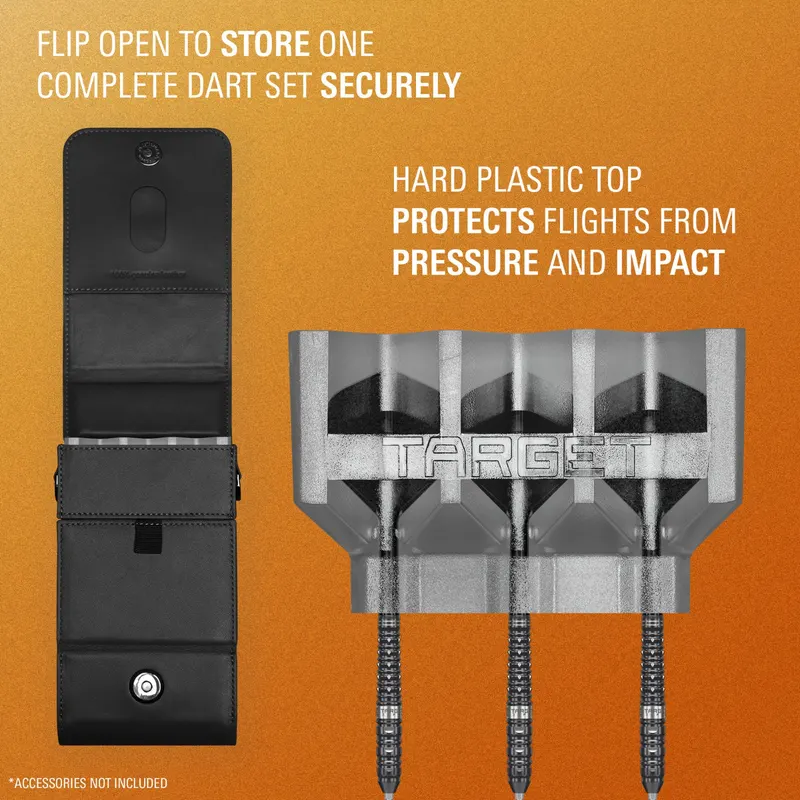 FLIP OPEN TO STORE ONE
COMPLETE DART SET SECURELY
HARD PLASTIC TOP
PROTECTS FLIGHTS FROM
PRESSURE AND IMPACT
TARGET
*ACCESSORIES NOT INCLUDED